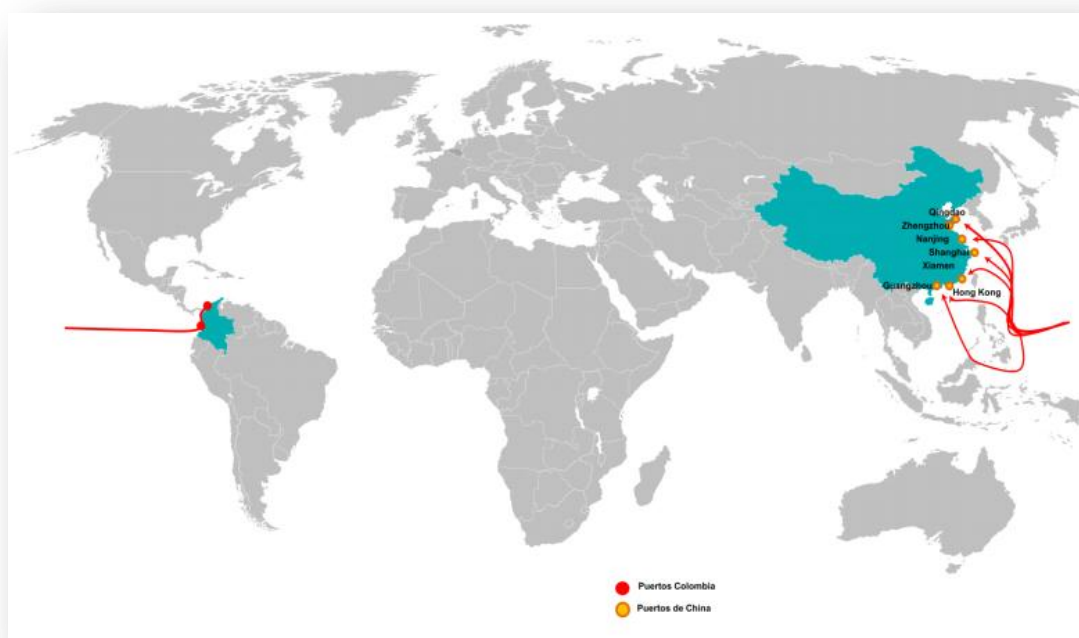 Qingdao
Zhengzhou
Nanjing
Shanghai
Xiamen
Guangzhou
Hong Kong
Puertos Colombia
Puertos de China